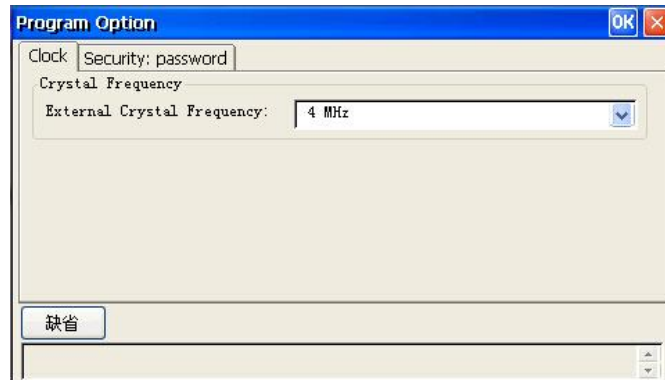 Program Option OK
Clock Security: password
Crystal Frequency
External Crystal Frequency: 4 MHz
缺省